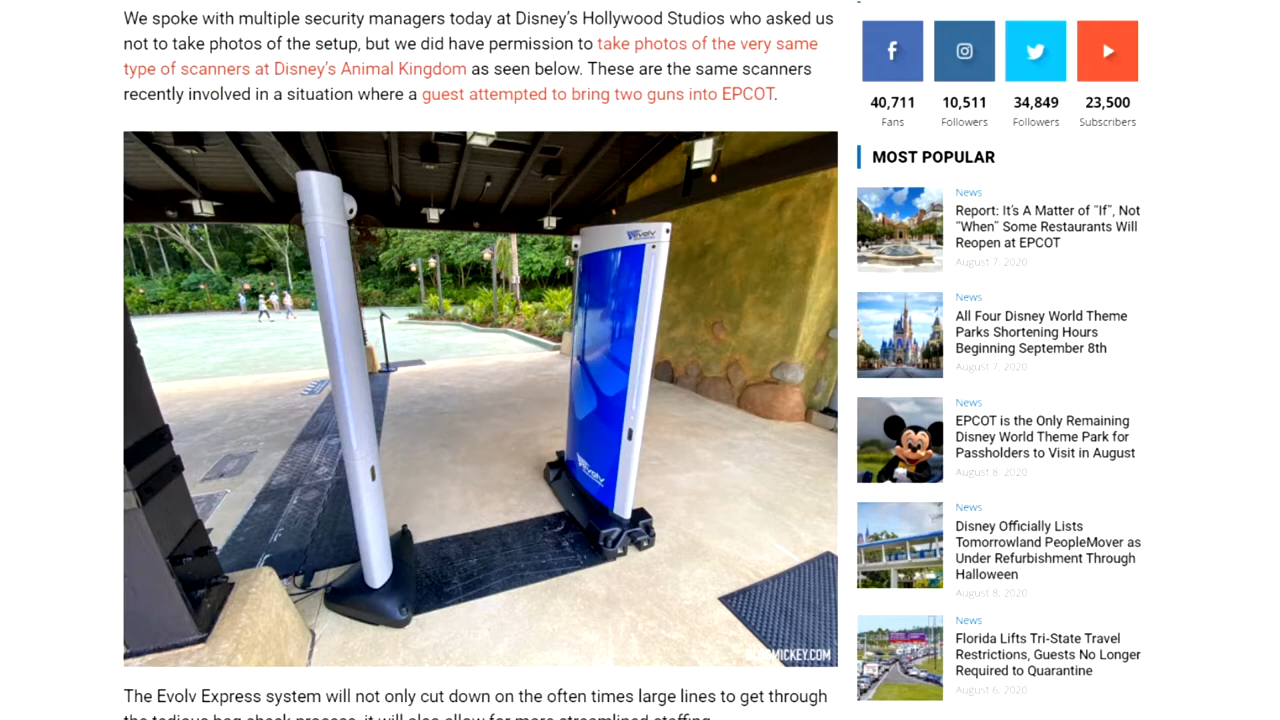 We spoke with multiple security managers today at Disney's Hollywood Studios who asked us
not to take photos of the setup, but we did have permission to take photos of the very same
type of scanners at Disney's Animal Kingdom as seen below. These are the same scanners
recently involved in a situation where a guest attempted to bring two guns into EPCOT.
Evolv
Evolv
MICKEY.COM
The Evolv Express system will not only cut down on the often times large lines to get through
the tedious bag check process, it will also allow for more streamlined staffing.
40,711
Fans
10,511
Followers
34,849
Followers
23,500
Subscribers
MOST POPULAR
News
Report: It's A Matter of "If", Not
"When" Some Restaurants Will
Reopen at EPCOT
August 7, 2020
News
All Four Disney World Theme
Parks Shortening Hours
Beginning September 8th
August 7, 2020
News
EPCOT is the Only Remaining
Disney World Theme Park for
Passholders to Visit in August
August 8, 2020
News
Disney Officially Lists
Tomorrowland PeopleMover as
Under Refurbishment Through
Halloween
August 8, 2020
News
Florida Lifts Tri-State Travel
Restrictions, Guests No Longer
Required to Quarantine
August 6, 2020